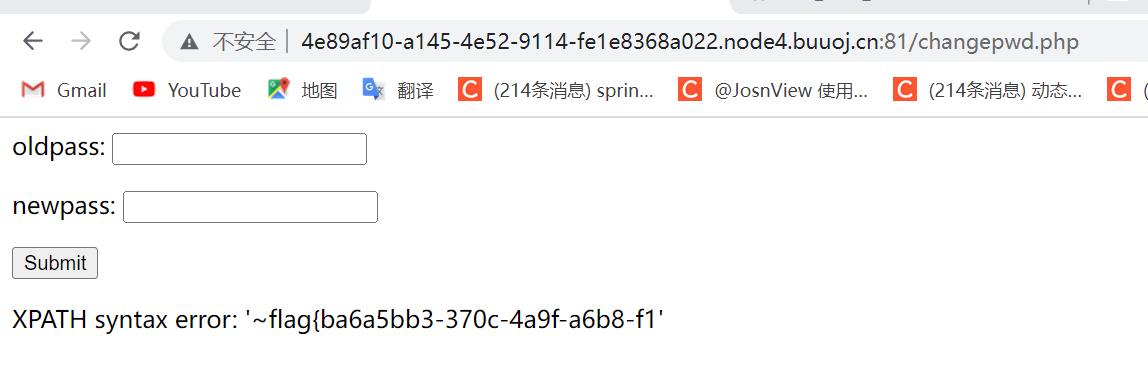 不安全 | 4e89af10-a145-4e52-9114-fe1e8368a022.node4.buuoj.cn:81/changepwd.php
Gmail YouTube 地图 翻译 C (214条消息) sprin... C @JosnView 使用... C (214条消息) 动态... C (
oldpass:
newpass:
Submit
XPATH syntax error: '~flag{ba6a5bb3-370c-4a9f-a6b8-f1'